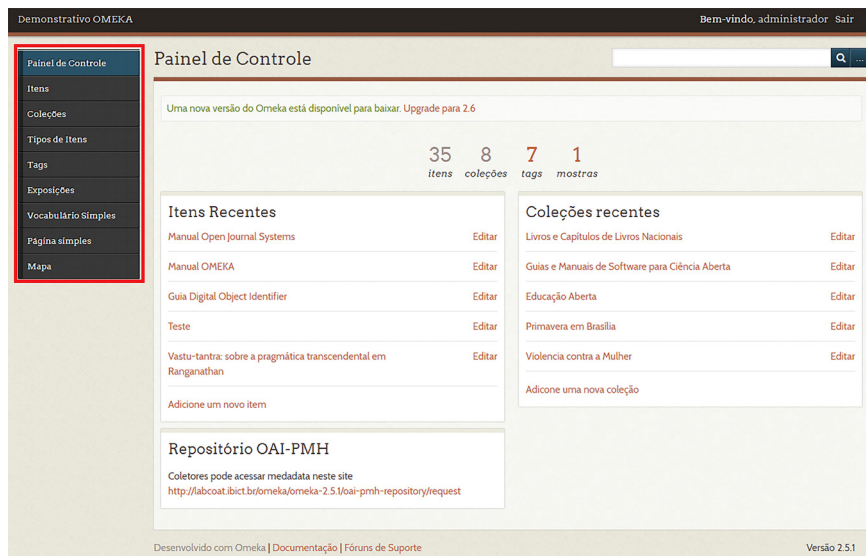 Demonstrativo OMEKA
Bem-vindo, administrador Sair
Painel de Controle
Itens
Coleções
Tipos de Itens
Tags
Exposições
Vocabulário Simples
Página simples
Mapa
Painel de Controle
...
Uma nova versão do Omeka está disponível para baixar. Upgrade para 2.6
35 8 7 1
itens coleções tags mostras
Itens Recentes
Manual Open Journal Systems Editar
Manual OMEKA Editar
Guia Digital Object Identifier Editar
Teste Editar
Vastu-tantra: sobre a pragmática transcendental em Editar
Ranganathan
Adicione um novo item
Coleções recentes
Livros e Capítulos de Livros Nacionais Editar
Guias e Manuais de Software para Ciência Aberta Editar
Educação Aberta Editar
Primavera em Brasília Editar
Violencia contra a Mulher Editar
Adicone uma nova coleção
Repositório OAI-PMH
Coletores pode acessar medadata neste site
http://labcoat.ibict.br/omeka/omeka-2.5.1/oai-pmh-repository/request
Desenvolvido com Omeka | Documentação | Fóruns de Suporte
Versão 2.5.1